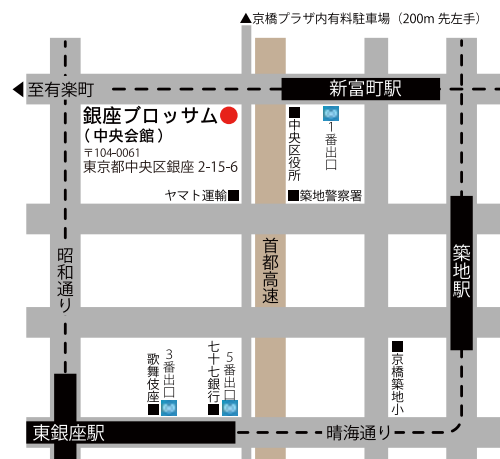 ▲京橋プラザ内有料駐車場（200m 先左手）
◀至有楽町
新富町駅
銀座ブロッサム
（中央会館）
〒104-0061
東京都中央区銀座 2-15-6
中央区役所
1番出口
ヤマト運輸
築地警察署
昭和通り
首都高速
築地駅
七十七銀行
歌舞伎座
3番出口
5番出口
京橋築地小
東銀座駅
晴海通り